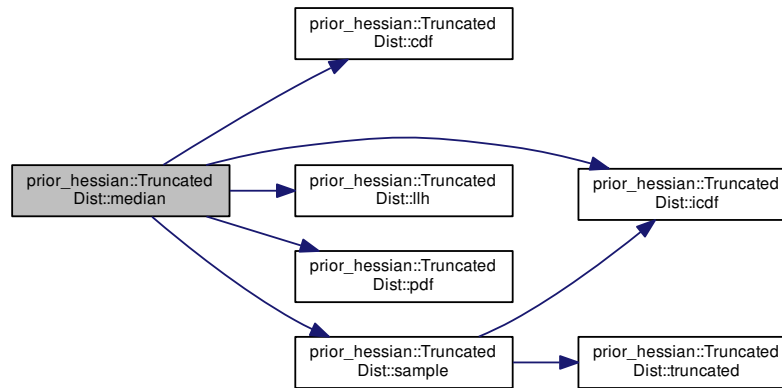 prior_hessian::Truncated
Dist::cdf
prior_hessian::Truncated
Dist::median
prior_hessian::Truncated
Dist::llh
prior_hessian::Truncated
Dist::icdf
prior_hessian::Truncated
Dist::pdf
prior_hessian::Truncated
Dist::sample
prior_hessian::Truncated
Dist::truncated